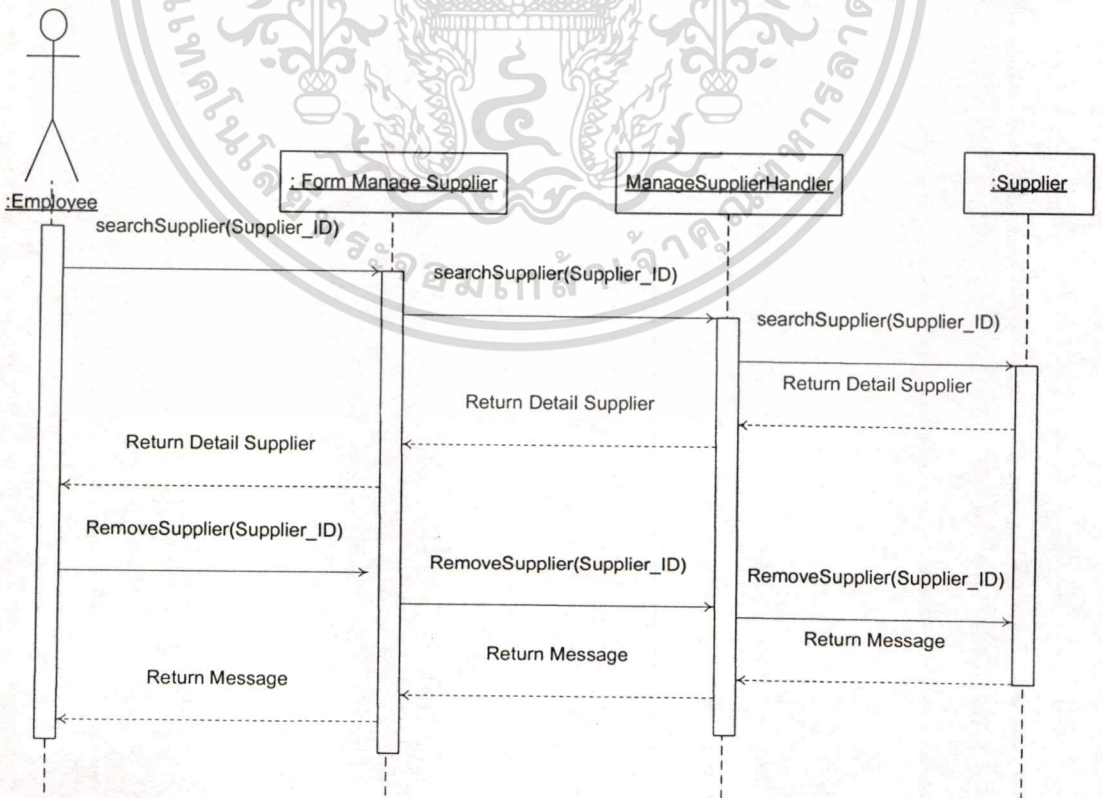 :Employee
: Form Manage Supplier
ManageSupplierHandler
:Supplier
searchSupplier(Supplier_ID)
searchSupplier(Supplier_ID)
searchSupplier(Supplier_ID)
Return Detail Supplier
Return Detail Supplier
Return Detail Supplier
RemoveSupplier(Supplier_ID)
RemoveSupplier(Supplier_ID)
RemoveSupplier(Supplier_ID)
Return Message
Return Message
Return Message